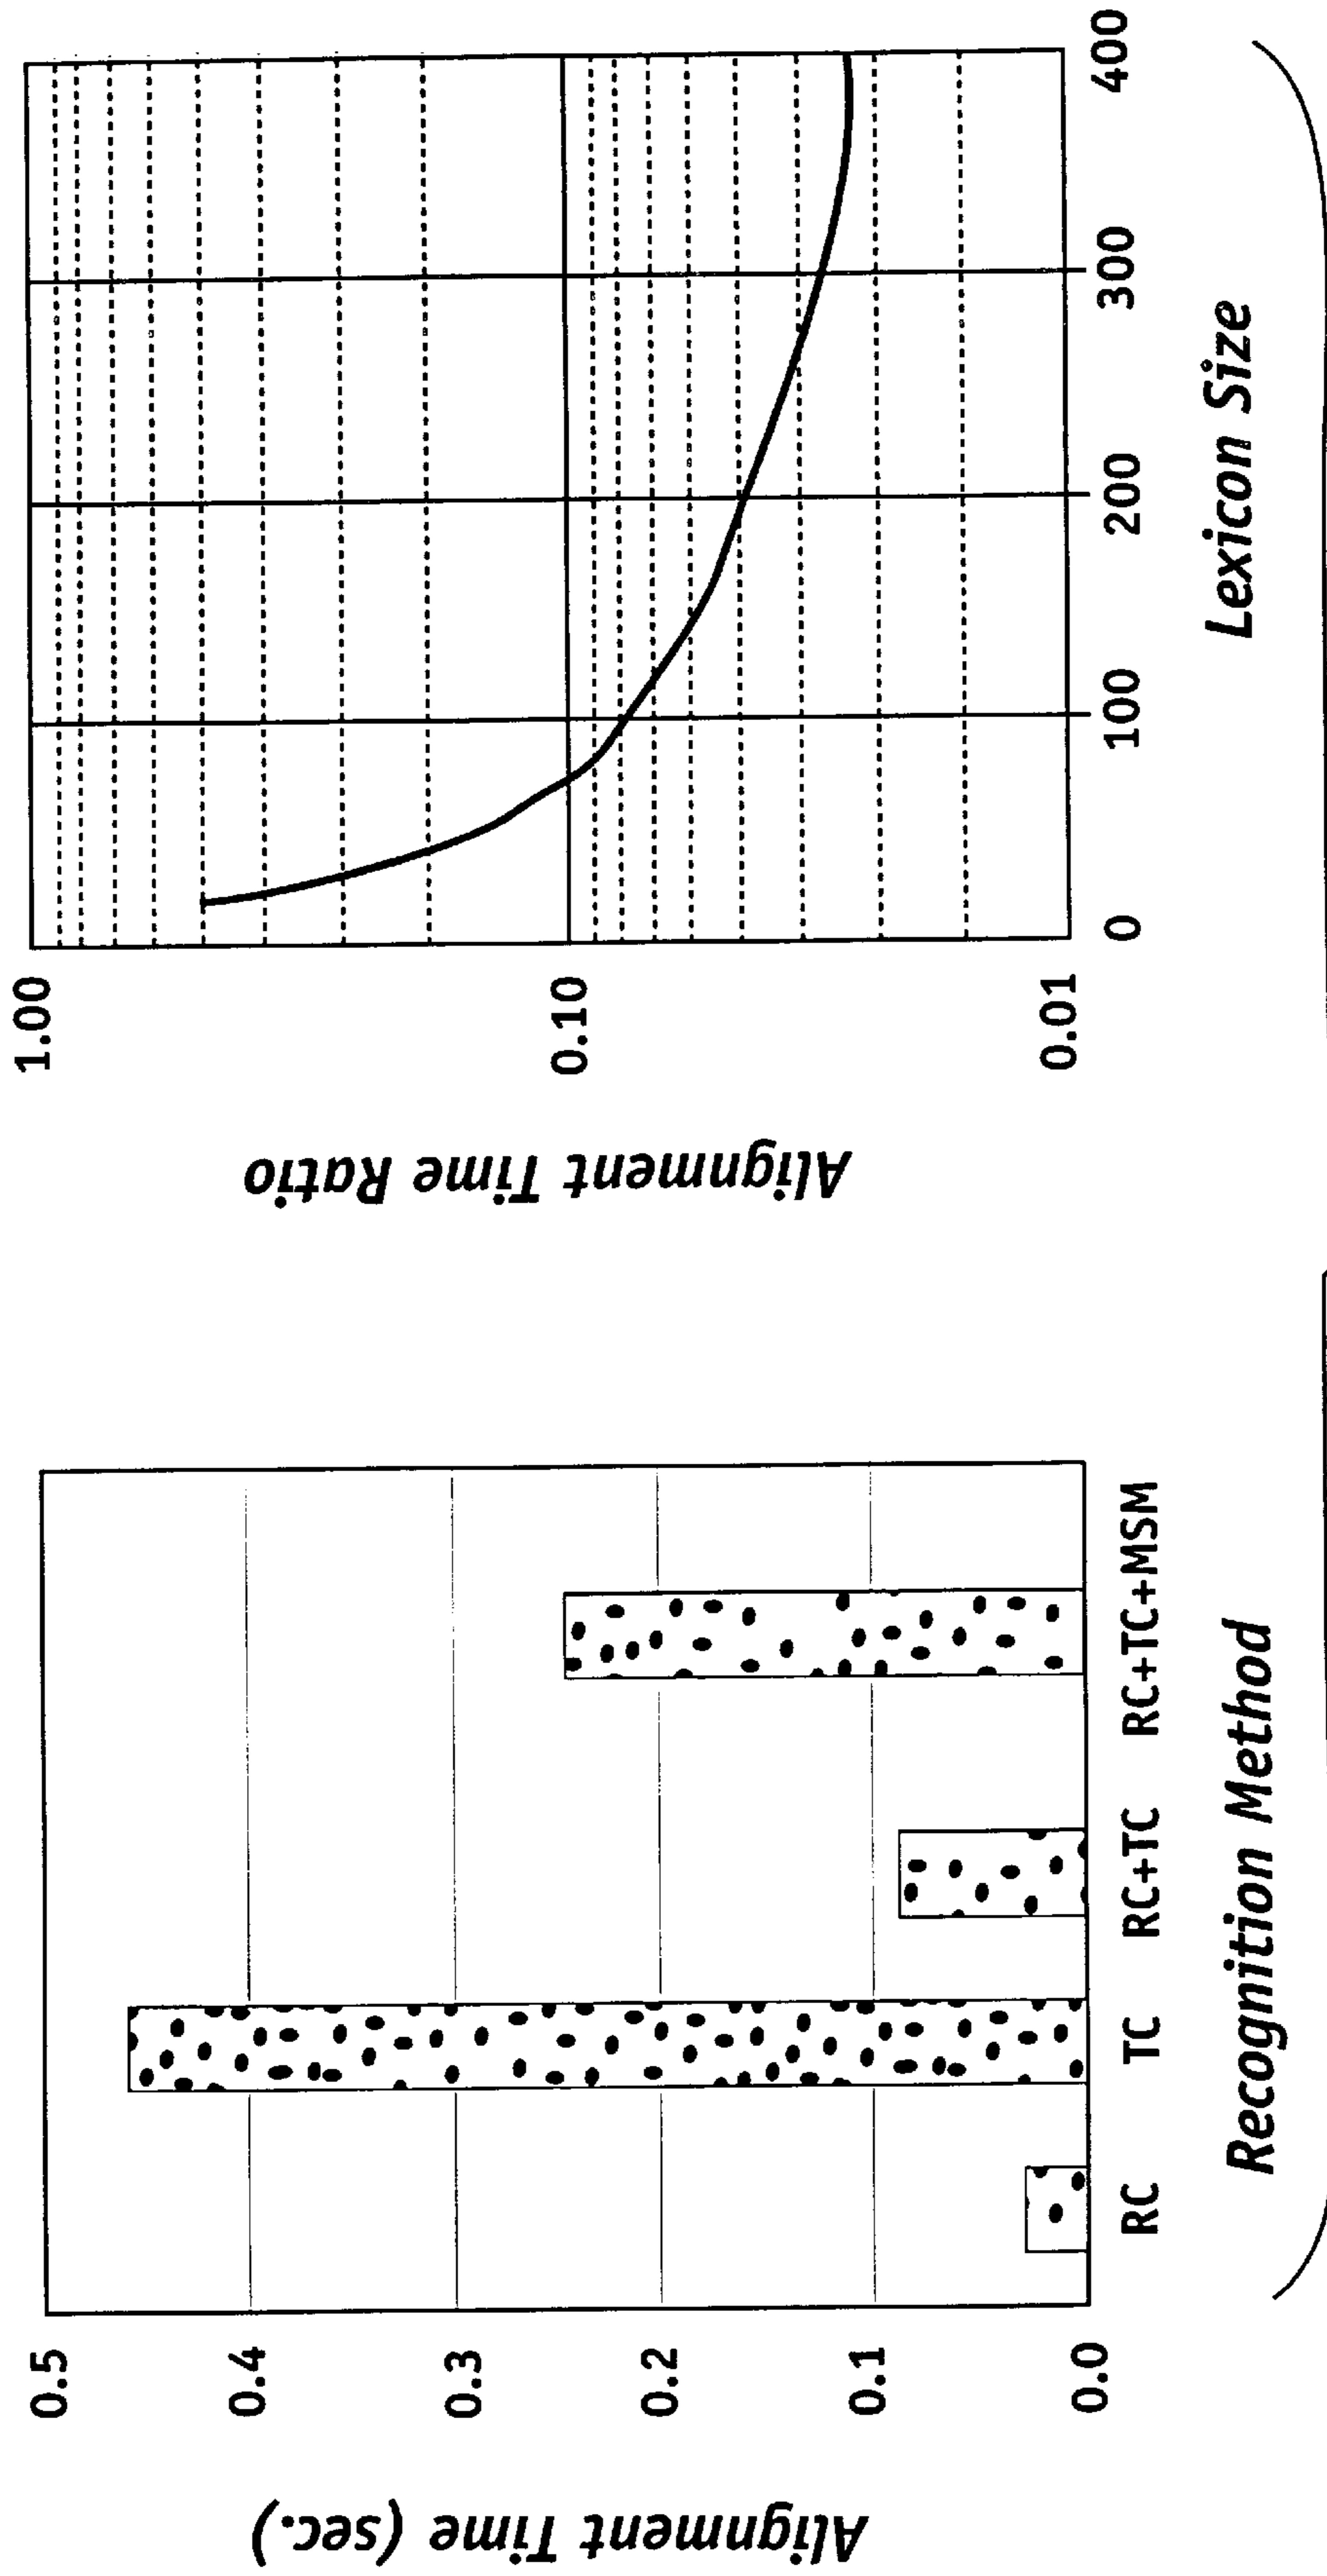 Alignment Time (sec.)
0.5
0.4
0.3
0.2
0.1
0.0
RC
TC
RC+TC
RC+TC+MSM
Recognition Method
Alignment Time Ratio
1.00
0.10
0.01
0
100
200
300
400
Lexicon Size